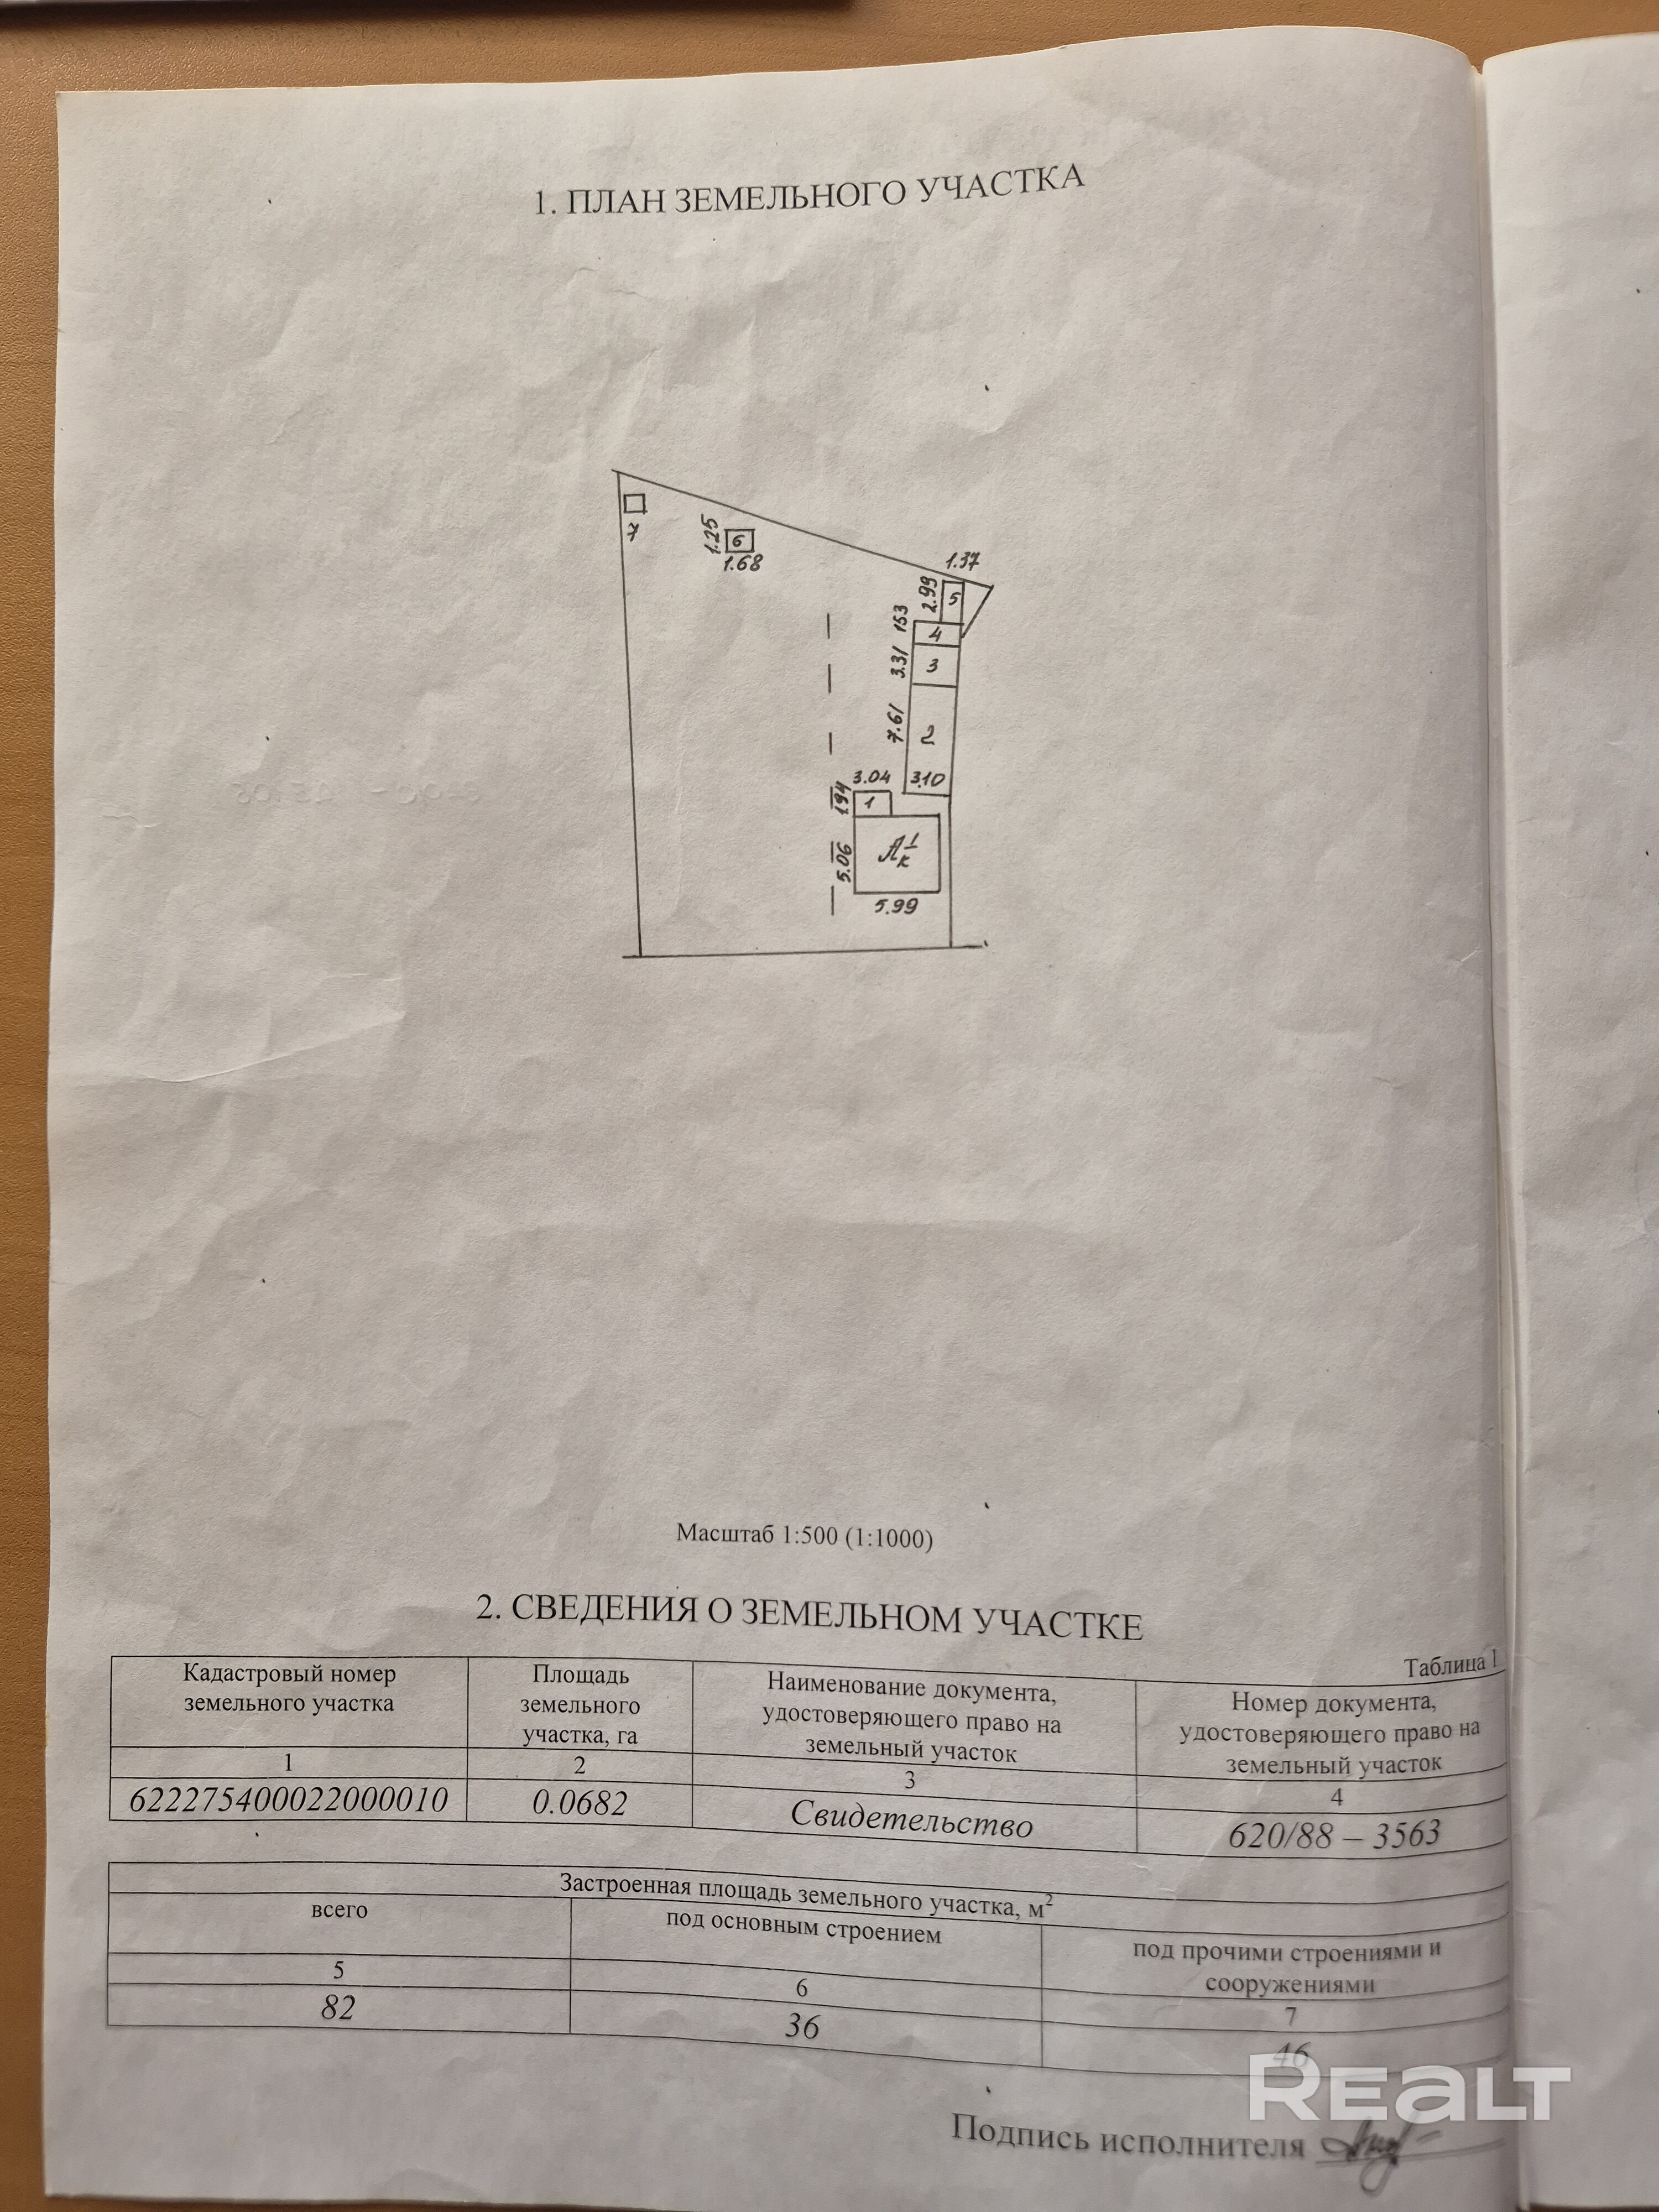 1. ПЛАН ЗЕМЕЛЬНОГО УЧАСТКА
7
1.25
6
1.68
1.37
2.99
5
1.53
4
3.31
3
7.61
2
3.04
3.10
1.94
1
5.06
А 1/к
5.99
Масштаб 1:500 (1:1000)
2. СВЕДЕНИЯ О ЗЕМЕЛЬНОМ УЧАСТКЕ
Таблица 1
Кадастровый номер
земельного участка
Площадь
земельного
участка, га
Наименование документа,
удостоверяющего право на
земельный участок
Номер документа,
удостоверяющего право на
земельный участок
1
2
3
4
622275400022000010
0.0682
Свидетельство
620/88 – 3563
Застроенная площадь земельного участка, м²
всего
под основным строением
под прочими строениями и
сооружениями
5
6
7
82
36
46
REALT
Подпись исполнителя